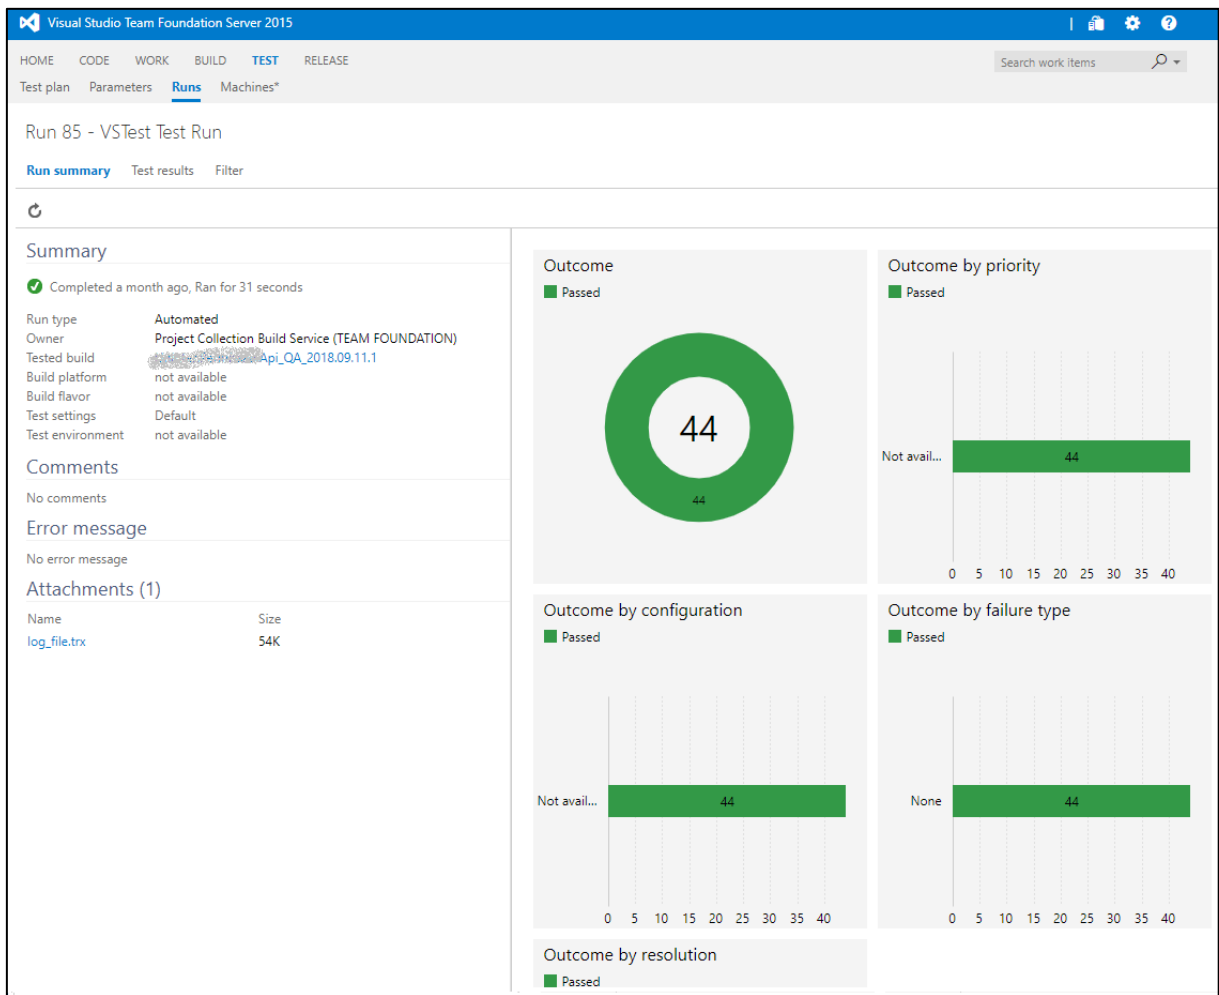 Visual Studio Team Foundation Server 2015
HOME CODE WORK BUILD TEST RELEASE
Search work items
Test plan Parameters Runs Machines*
Run 85 - VSTest Test Run
Run summary Test results Filter
Summary
Completed a month ago, Ran for 31 seconds
Run type Automated
Owner Project Collection Build Service (TEAM FOUNDATION)
Tested build Api_QA_2018.09.11.1
Build platform not available
Build flavor not available
Test settings Default
Test environment not available
Comments
No comments
Error message
No error message
Attachments (1)
Name Size
log_file.trx 54K
Outcome
Passed
44
44
Outcome by priority
Passed
Not avail... 44
0 5 10 15 20 25 30 35 40
Outcome by configuration
Passed
Not avail... 44
0 5 10 15 20 25 30 35 40
Outcome by failure type
Passed
None 44
0 5 10 15 20 25 30 35 40
Outcome by resolution
Passed